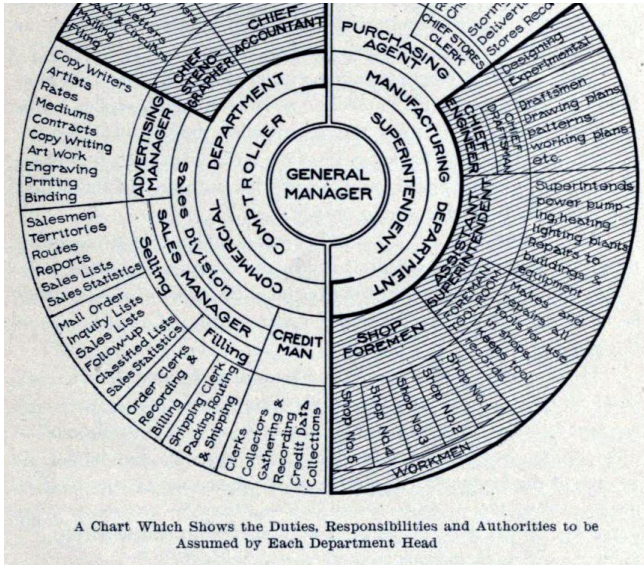 & Circulars
Mailing
Filing
CHIEF
STENO
GRAPHER
CHIEF
ACCOUNTANT
PURCHASING
AGENT
CHIEF STORES
CLERK
Stores Reco
Designing
Experimental
CHIEF
ENGINEER
CHIEF
DRAFTSMAN
Draftsmen
Drawing plans
patterns,
working plans
etc.
Copy Writers
Artists
Rates
Mediums
Contracts
Copy Writing
Art Work
Engraving
Printing
Binding
ADVERTISING
MANAGER
COMMERCIAL DEPARTMENT
COMPTROLLER
GENERAL
MANAGER
SUPERINTENDENT
MANUFACTURING DEPARTMENT
Sales Division
SALES MANAGER
Selling
Salesmen
Territories
Routes
Reports
Sales Lists
Sales Statistics
ASSISTANT
SUPERINTENDENT
Superintends
power pump-
ing, heating
lighting plants
Repairs to
buildings &
equipment
FOREMAN
TOOL ROOM
Makes and
repairs all
tools for use
in shops.
Keeps tool
records
Mail Order
Inquiry Lists
Sales Lists
Follow-up
Classified Lists
Sales Statistics
Filling
Order Clerks
Recording &
Billing
Shipping Clerk
Packing, Routing
& Shipping
CREDIT
MAN
Clerks
Collectors
Gathering &
Recording
Credit Data
Collections
SHOP
FOREMEN
Shop No.1
Shop No.2
Shop No.3
Shop No.4
Shop No.5
WORKMEN
A Chart Which Shows the Duties, Responsibilities and Authorities to be
Assumed by Each Department Head